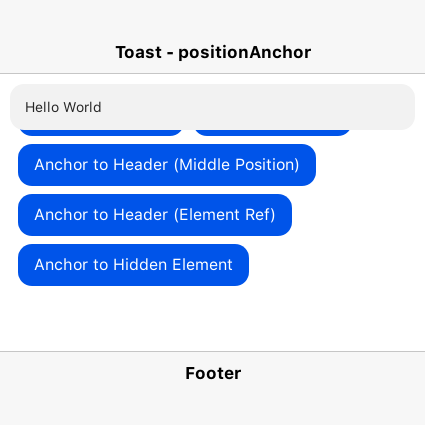 Toast - positionAnchor
Hello World
Anchor to Header (Middle Position)
Anchor to Header (Element Ref)
Anchor to Hidden Element
Footer